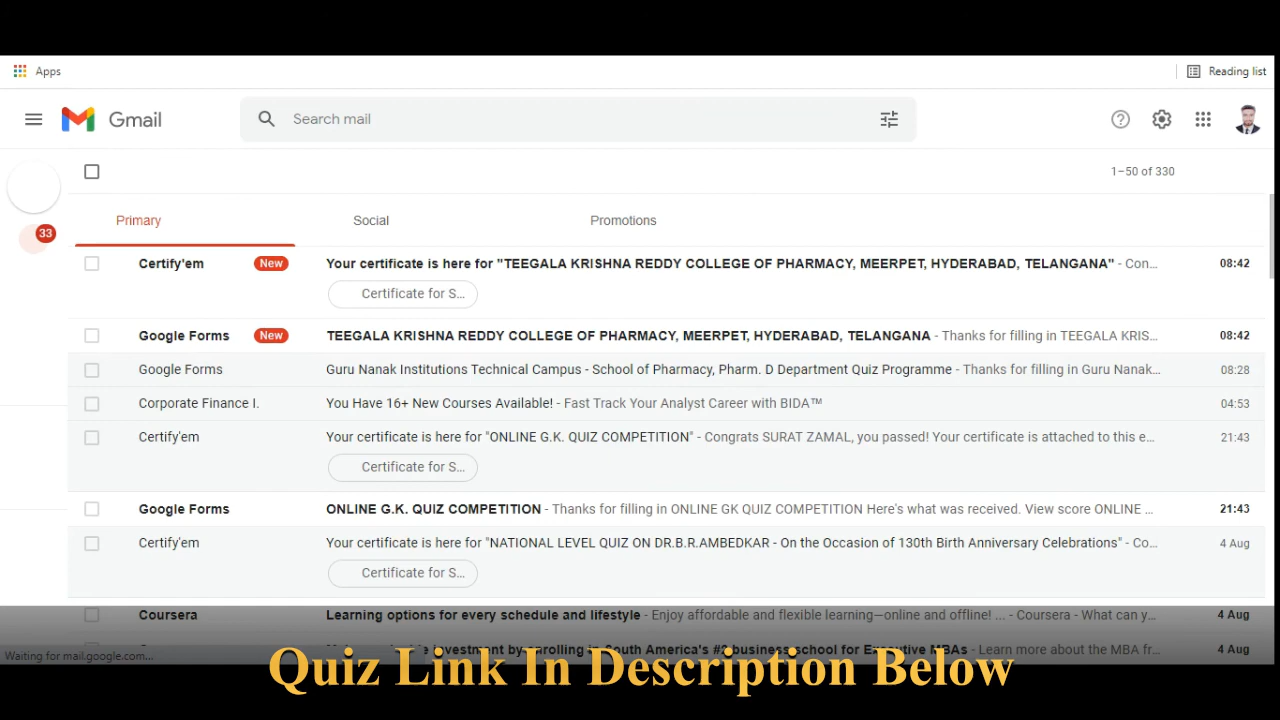 Apps Reading list
Gmail Search mail
1–50 of 330
33
Primary Social Promotions
Certify'em New Your certificate is here for "TEEGALA KRISHNA REDDY COLLEGE OF PHARMACY, MEERPET, HYDERABAD, TELANGANA" - Con... 08:42
Certificate for S...
Google Forms New TEEGALA KRISHNA REDDY COLLEGE OF PHARMACY, MEERPET, HYDERABAD, TELANGANA - Thanks for filling in TEEGALA KRIS... 08:42
Google Forms Guru Nanak Institutions Technical Campus - School of Pharmacy, Pharm. D Department Quiz Programme - Thanks for filling in Guru Nanak... 08:28
Corporate Finance I. You Have 16+ New Courses Available! - Fast Track Your Analyst Career with BIDA™ 04:53
Certify'em Your certificate is here for "ONLINE G.K. QUIZ COMPETITION" - Congrats SURAT ZAMAL, you passed! Your certificate is attached to this e... 21:43
Certificate for S...
Google Forms ONLINE G.K. QUIZ COMPETITION - Thanks for filling in ONLINE GK QUIZ COMPETITION Here's what was received. View score ONLINE ... 21:43
Certify'em Your certificate is here for "NATIONAL LEVEL QUIZ ON DR.B.R.AMBEDKAR - On the Occasion of 130th Birth Anniversary Celebrations" - Co... 4 Aug
Certificate for S...
Coursera Learning options for every schedule and lifestyle - Enjoy affordable and flexible learning—online and offline! ... - Coursera - What can y... 4 Aug
investment by enrolling in South America's business school for Executive MBAs - Learn more about the MBA fr... 4 Aug
Waiting for mail.google.com...
Quiz Link In Description Below